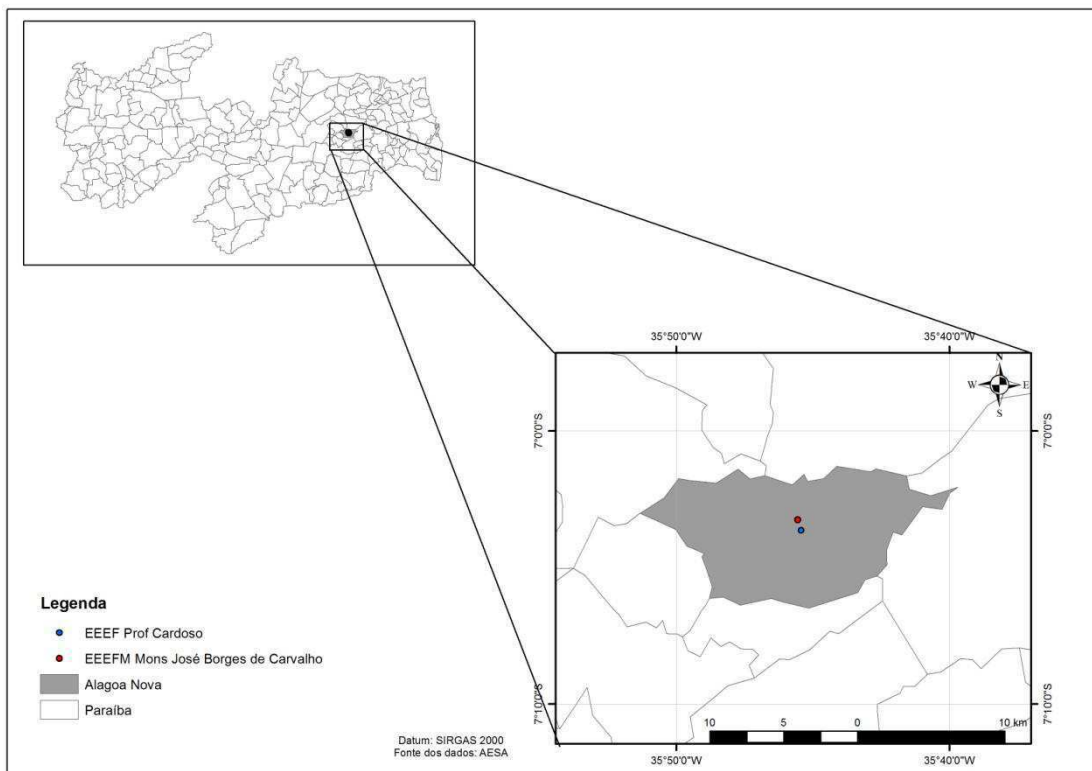 35°50'0"W
35°40'0"W
N
W
E
S
7°0'0"S
7°0'0"S
Legenda
EEEF Prof Cardoso
EEEFM Mons José Borges de Carvalho
Alagoa Nova
Paraíba
7°10'0"S
7°10'0"S
10 5 0 10 km
Datum: SIRGAS 2000
Fonte dos dados: AESA
35°50'0"W
35°40'0"W